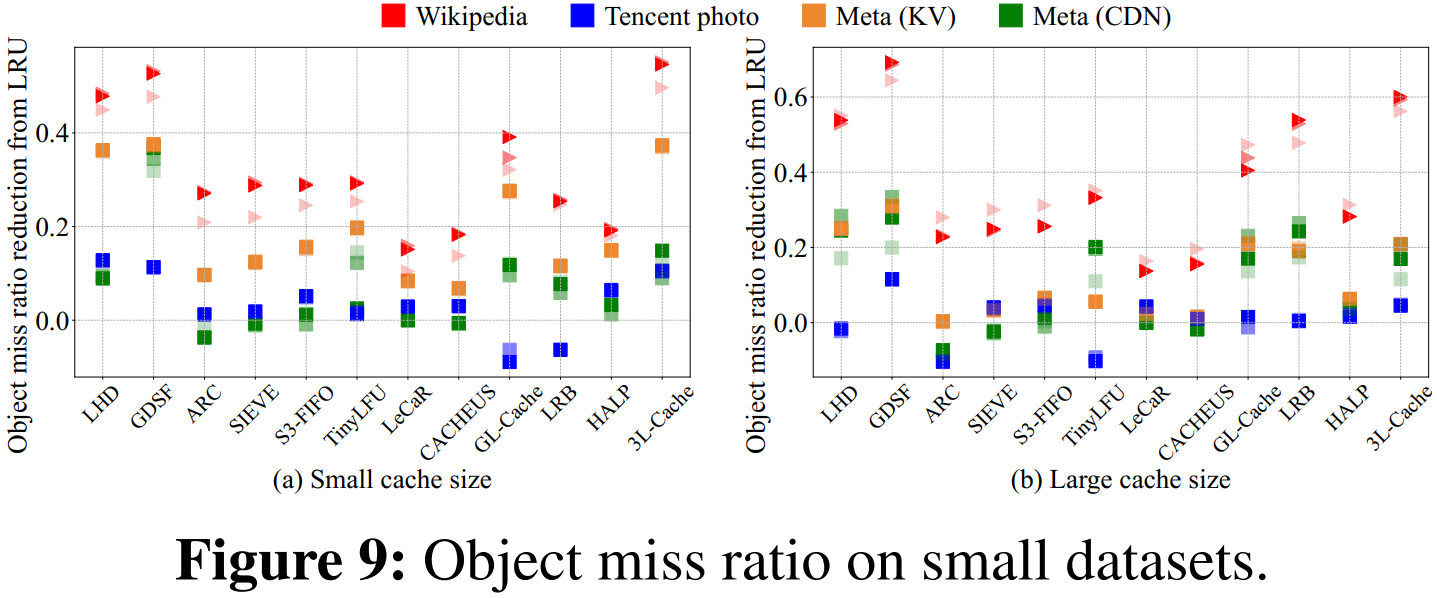 Wikipedia Tencent photo Meta (KV) Meta (CDN)
Object miss ratio reduction from LRU
0.4
0.2
0.0
LHD GDSF ARC SIEVE S3-FIFO TinyLFU LeCaR CACHEUS GL-Cache LRB HALP 3L-Cache
(a) Small cache size
Object miss ratio reduction from LRU
0.6
0.4
0.2
0.0
LHD GDSF ARC SIEVE S3-FIFO TinyLFU LeCaR CACHEUS GL-Cache LRB HALP 3L-Cache
(b) Large cache size
Figure 9: Object miss ratio on small datasets.